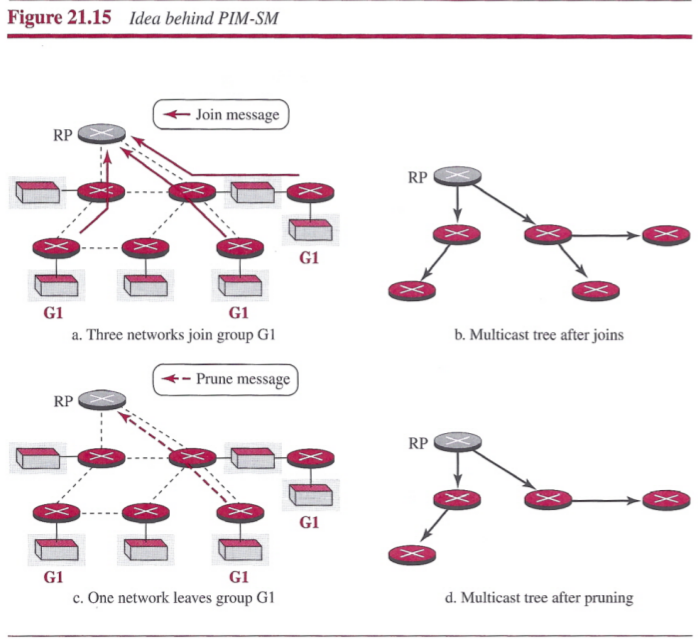 Figure 21.15 Idea behind PIM-SM
Join message
RP
G1
G1
G1
a. Three networks join group G1
RP
b. Multicast tree after joins
Prune message
RP
G1
G1
G1
c. One network leaves group G1
RP
d. Multicast tree after pruning